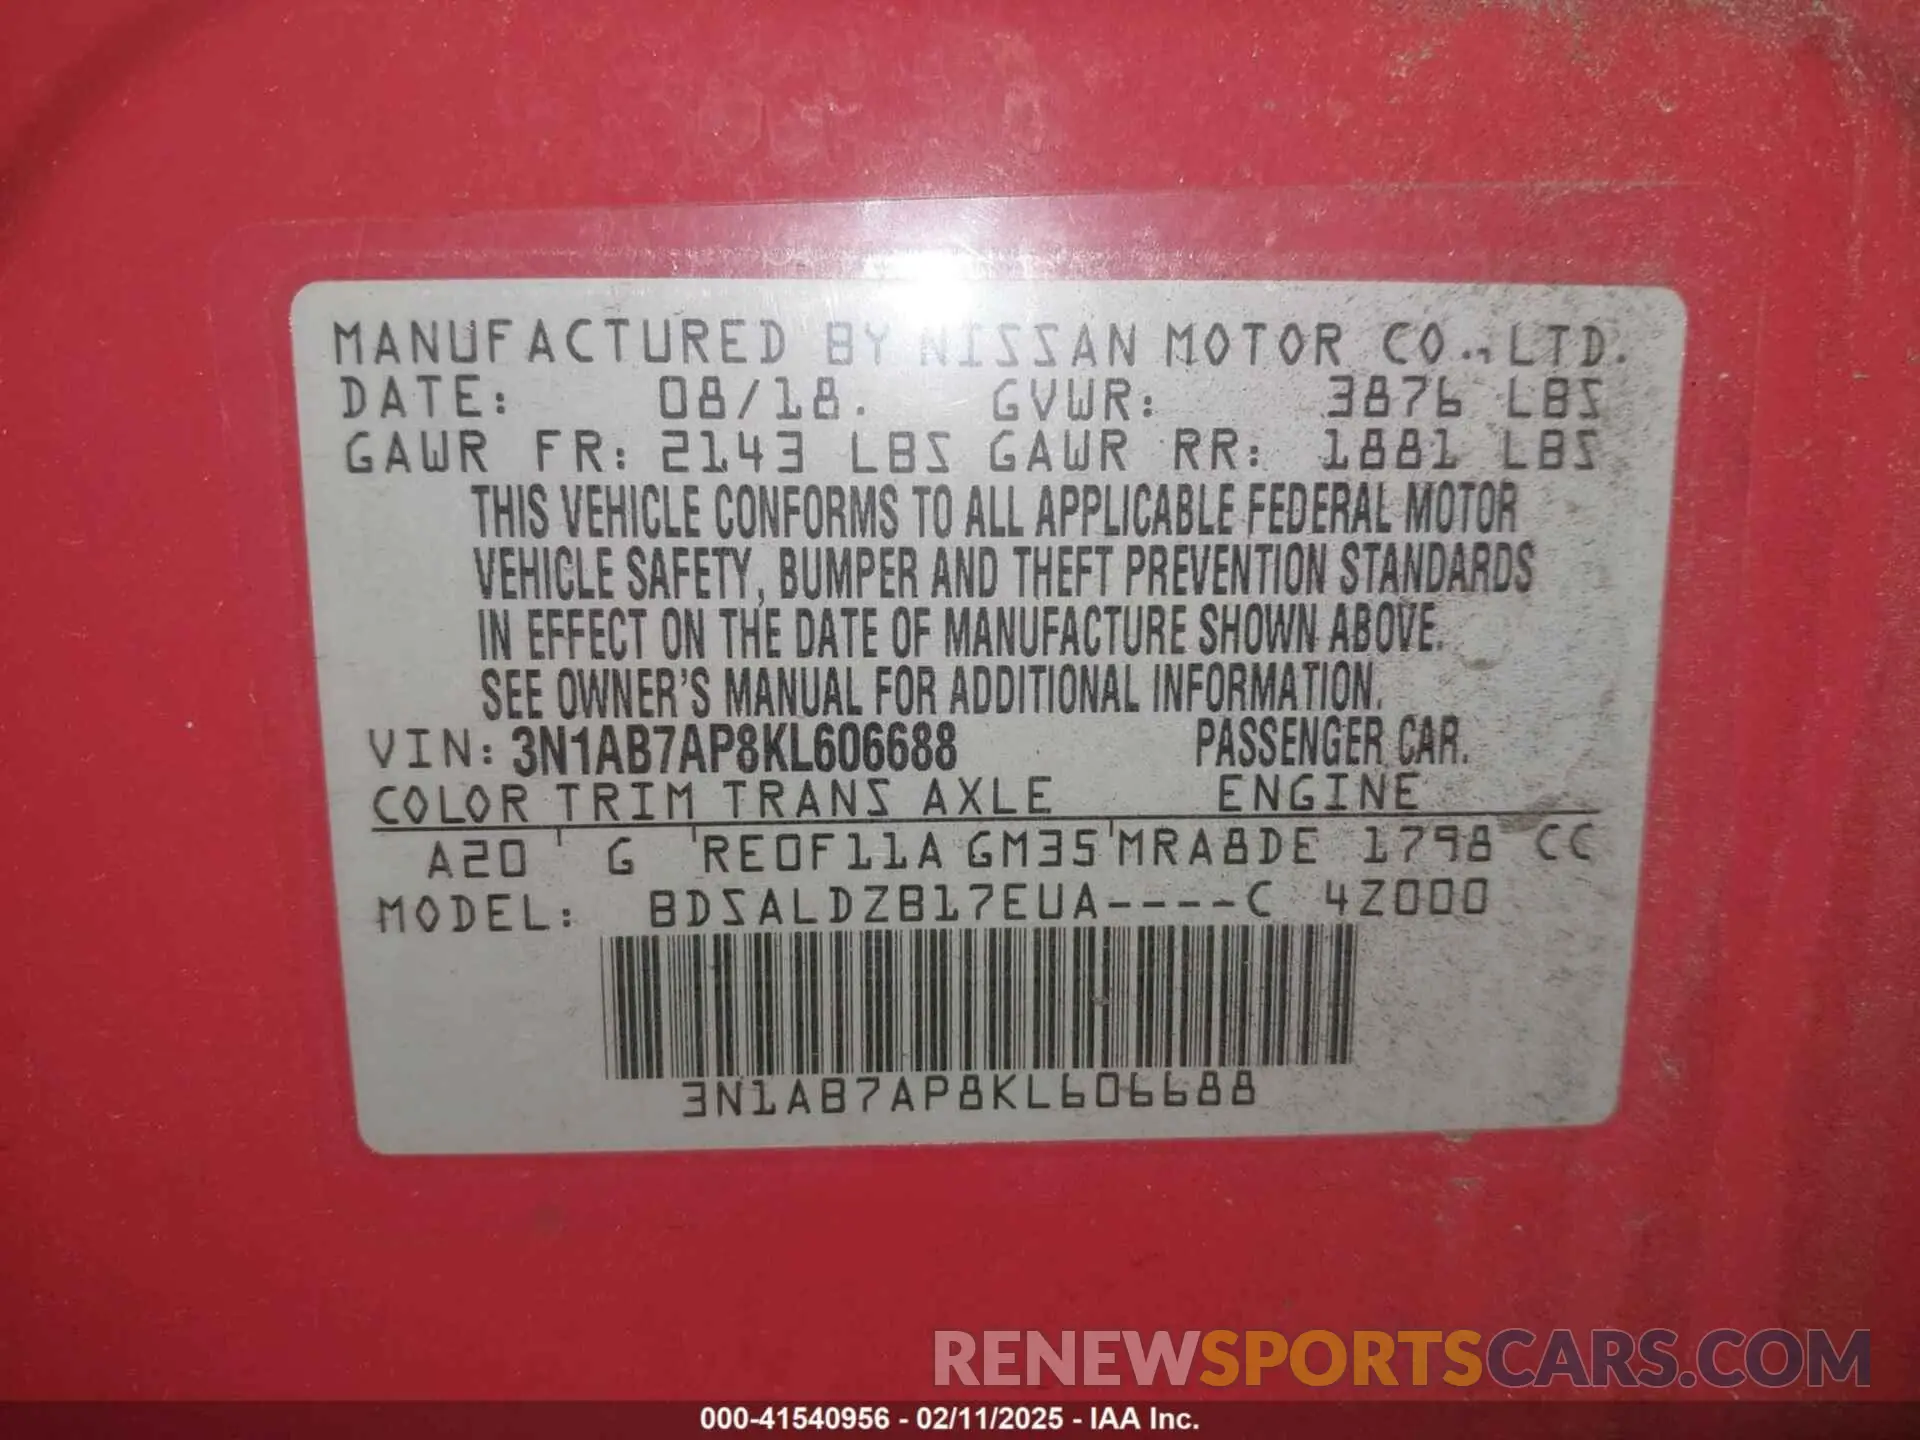 MANUFACTURED BY NISSAN MOTOR CO., LTD.
DATE: 08/18. GVWR: 3876 LBS
GAWR FR: 2143 LBS GAWR RR: 1881 LBS
THIS VEHICLE CONFORMS TO ALL APPLICABLE FEDERAL MOTOR
VEHICLE SAFETY, BUMPER AND THEFT PREVENTION STANDARDS
IN EFFECT ON THE DATE OF MANUFACTURE SHOWN ABOVE.
SEE OWNER'S MANUAL FOR ADDITIONAL INFORMATION.
VIN: 3N1AB7AP8KL606688 PASSENGER CAR.
COLOR TRIM TRANS AXLE ENGINE
A20 G RE0F11A GM35 MRA8DE 1798 CC
MODEL: BDSALDZB17EUA----C 4Z000
3N1AB7AP8KL606688
RENEWSPORTSCARS.COM
000-41540956 - 02/11/2025 - IAA Inc.